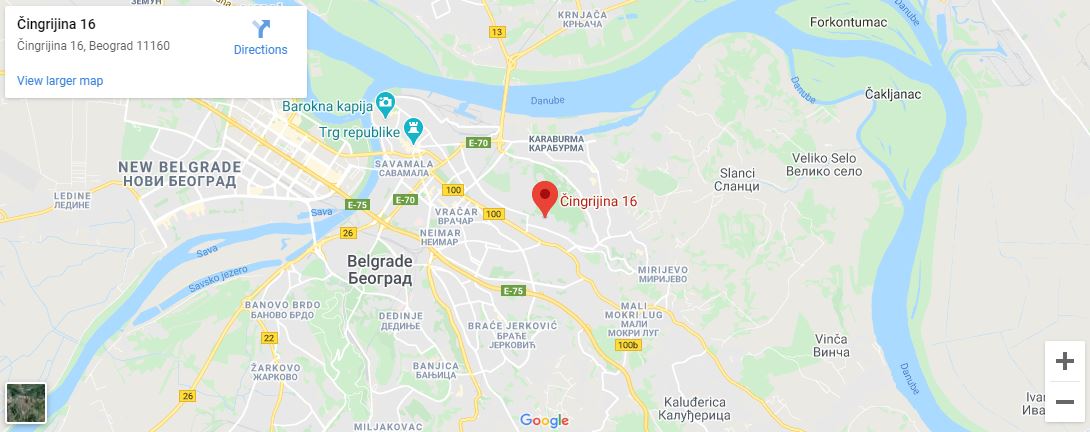 Čingrijina 16
Čingrijina 16, Beograd 11160
Directions
View larger map
ЗЕМУН
KRNJAČA
КРЊАЧА
13
Forkontumac
Čakljanac
Danube
Barokna kapija
Trg republike
E-70
KARABURMA
КАРАБУРМА
SAVAMALA
САВАМАЛА
NEW BELGRADE
НОВИ БЕОГРАД
LEDINE
ЛЕДИНЕ
Veliko Selo
Велико село
Slanci
Сланци
100
E-70
E-75
Čingrijina 16
VRAČAR
ВРАЧАР
100
Sava
26
NEIMAR
НЕИМАР
Sava
Belgrade
Београд
Savsko jezero
MIRIJEVO
МИРИЈЕВО
E-75
BANOVO BRDO
БАНОВО БРДО
DEDINJE
ДЕДИЊЕ
MALI
MOKRI LUG
МАЛИ
МОКРИ ЛУГ
BRAĆE JERKOVIĆ
БРАЋЕ
ЈЕРКОВИЋ
22
100b
Vinča
Винча
ŽARKOVO
ЖАРКОВО
BANJICA
БАЊИЦА
Danube
26
Kaluđerica
Калуђерица
MILJAKOVAC
Google
Ivan
Ива